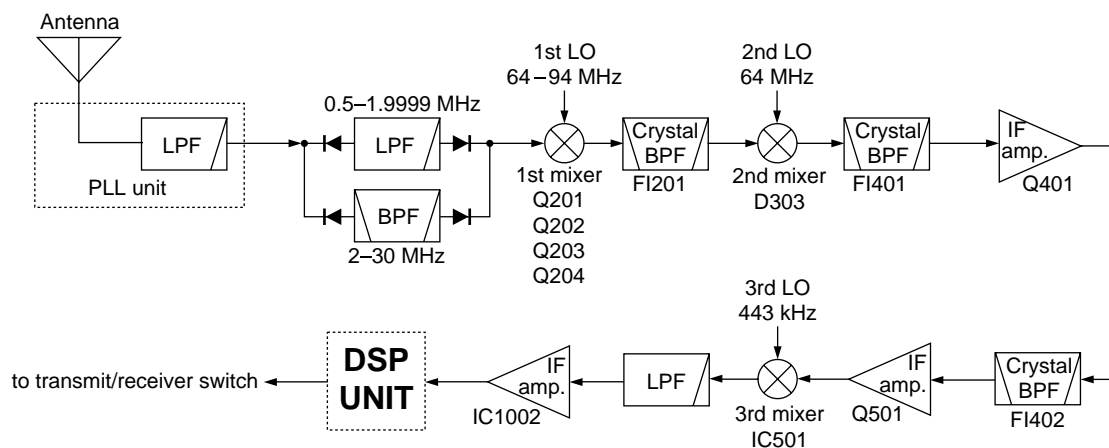 Antenna
LPF
PLL unit
0.5–1.9999 MHz
LPF
BPF
2–30 MHz
1st LO
64–94 MHz
1st mixer
Q201
Q202
Q203
Q204
Crystal
BPF
FI201
2nd LO
64 MHz
2nd mixer
D303
Crystal
BPF
FI401
IF
amp.
Q401
to transmit/receiver switch
DSP
UNIT
IF
amp.
IC1002
LPF
3rd LO
443 kHz
3rd mixer
IC501
IF
amp.
Q501
Crystal
BPF
FI402